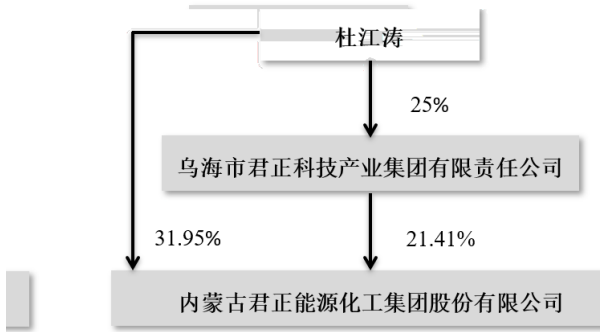 杜江涛
25%
乌海市君正科技产业集团有限责任公司
31.95%
21.41%
内蒙古君正能源化工集团股份有限公司